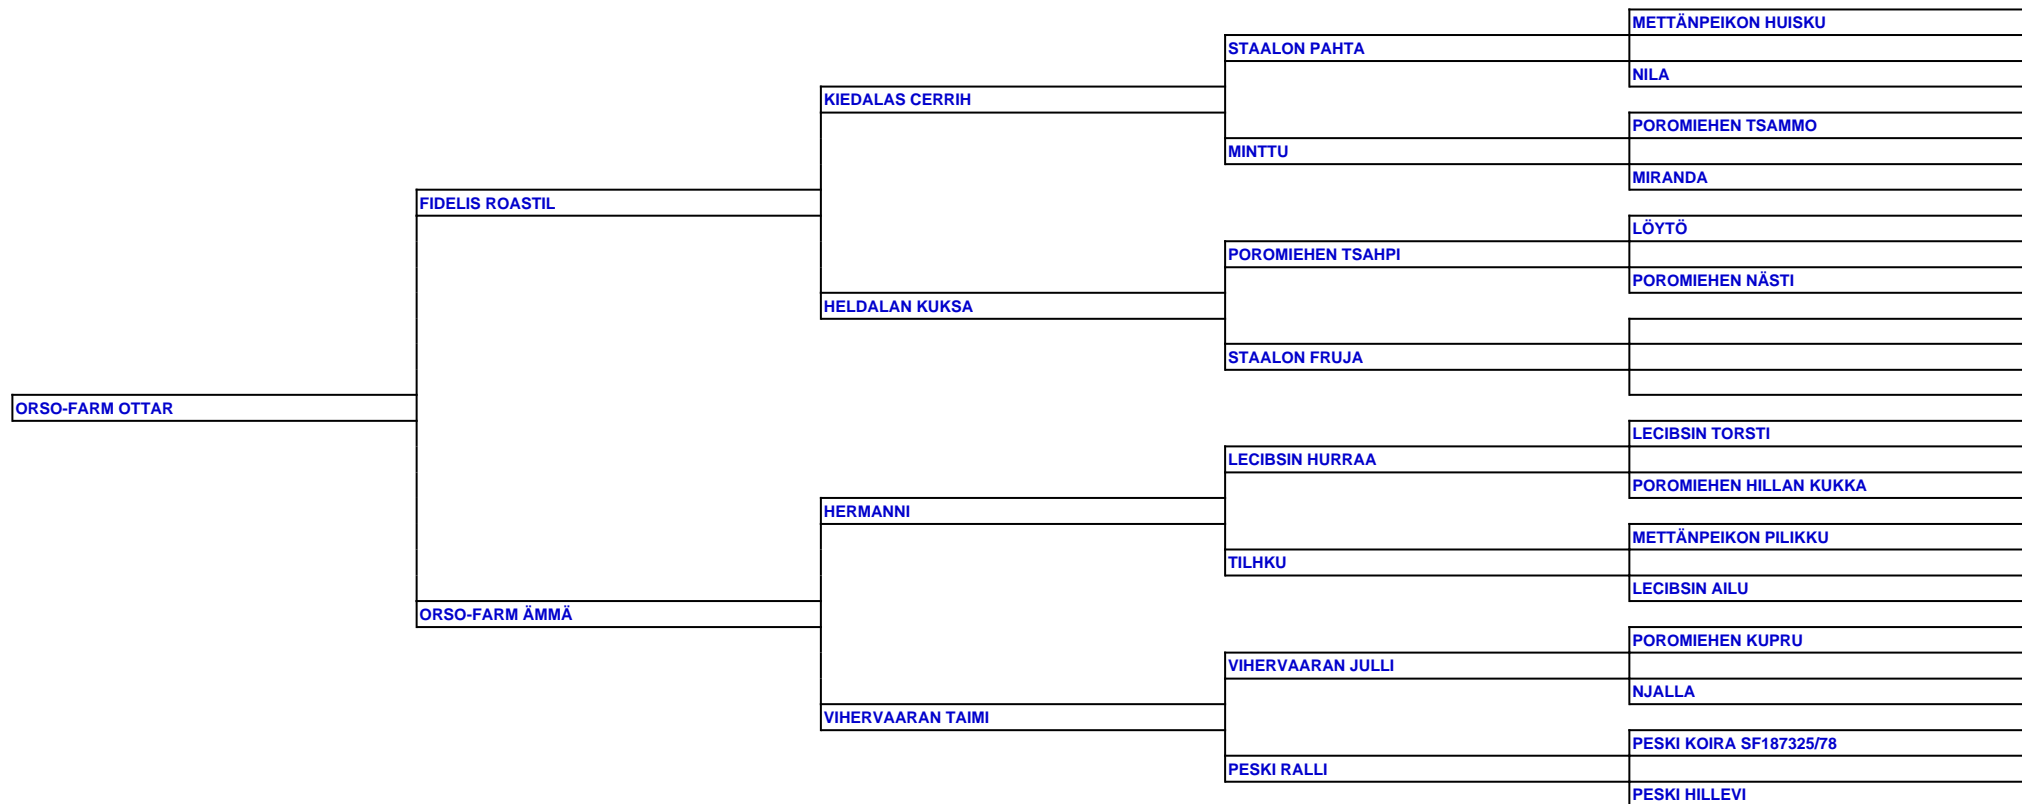 METTÄNPEIKON HUISKU
STAALON PAHTA
NILA
KIEDALAS CERRIH
POROMIEHEN TSAMMO
MINTTU
MIRANDA
FIDELIS ROASTIL
LÖYTÖ
POROMIEHEN TSAHPI
POROMIEHEN NÄSTI
HELDALAN KUKSA
STAALON FRUJA
ORSO-FARM OTTAR
LECIBSIN TORSTI
LECIBSIN HURRAA
POROMIEHEN HILLAN KUKKA
HERMANNI
METTÄNPEIKON PILIKKU
TILHKU
LECIBSIN AILU
ORSO-FARM ÄMMÄ
POROMIEHEN KUPRU
VIHERVAARAN JULLI
NJALLA
VIHERVAARAN TAIMI
PESKI KOIRA SF187325/78
PESKI RALLI
PESKI HILLEVI